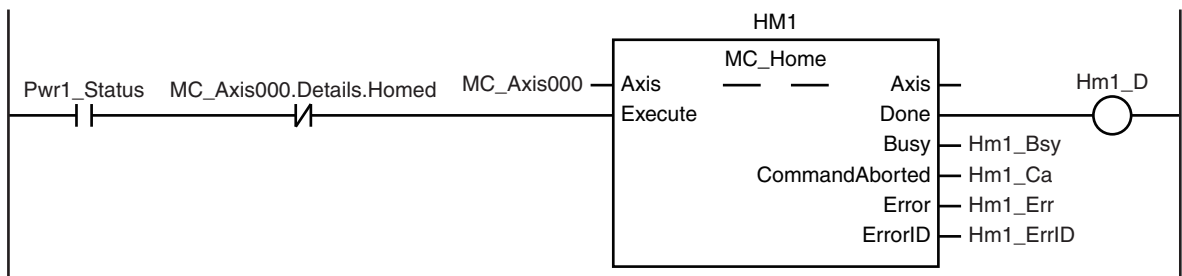 HM1
MC_Home
Pwr1_Status MC_Axis000.Details.Homed MC_Axis000 Axis Axis Hm1_D
Execute Done
Busy Hm1_Bsy
CommandAborted Hm1_Ca
Error Hm1_Err
ErrorID Hm1_ErrID